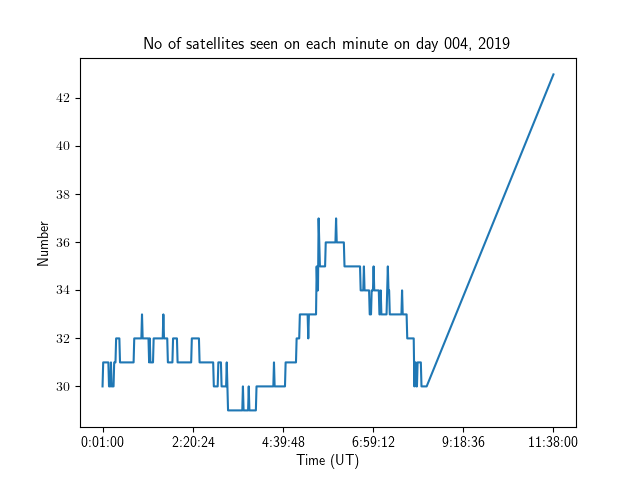 No of satellites seen on each minute on day 004, 2019
Number
42
40
38
36
34
32
30
0:01:00 2:20:24 4:39:48 6:59:12 9:18:36 11:38:00
Time (UT)